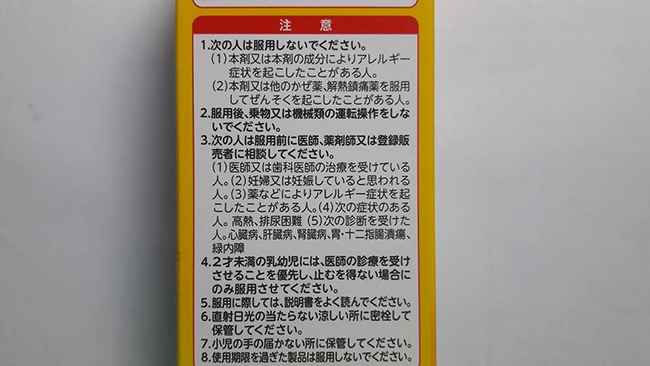 注意
1.次の人は服用しないでください。
(1)本剤又は本剤の成分によりアレルギー
症状を起こしたことがある人。
(2)本剤又は他のかぜ薬、解熱鎮痛薬を服用
してぜんそくを起こしたことがある人。
2.服用後、乗物又は機械類の運転操作をし
ないでください。
3.次の人は服用前に医師、薬剤師又は登録販
売者に相談してください。
(1)医師又は歯科医師の治療を受けている
人。(2)妊婦又は妊娠していると思われる
人。(3)薬などによりアレルギー症状を起
こしたことがある人。(4)次の症状のある
人。高熱、排尿困難 (5)次の診断を受けた
人。心臓病、肝臓病、腎臓病、胃・十二指腸潰瘍、
緑内障
4.2才未満の乳幼児には、医師の診療を受け
させることを優先し、止むを得ない場合に
のみ服用させてください。
5.服用に際しては、説明書をよく読んでください。
6.直射日光の当たらない涼しい所に密栓して
保管してください。
7.小児の手の届かない所に保管してください。
8.使用期限を過ぎた製品は服用しないでください。